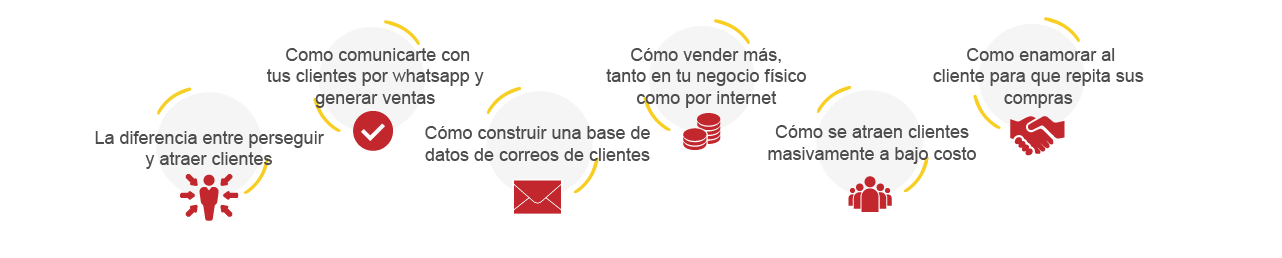 La diferencia entre perseguir
y atraer clientes
Como comunicarte con
tus clientes por whatsapp y
generar ventas
Cómo construir una base de
datos de correos de clientes
Cómo vender más,
tanto en tu negocio físico
como por internet
Cómo se atraen clientes
masivamente a bajo costo
Como enamorar al
cliente para que repita sus
compras